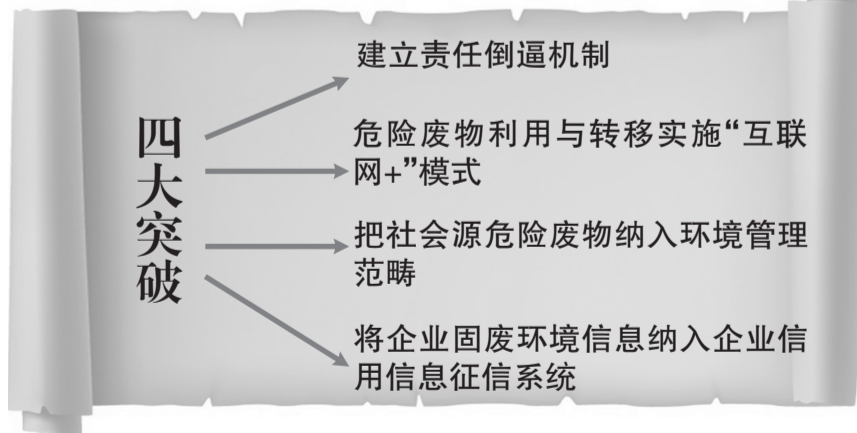 四大突破
建立责任倒逼机制
危险废物利用与转移实施“互联
网+”模式
把社会源危险废物纳入环境管理
范畴
将企业固废环境信息纳入企业信
用信息征信系统